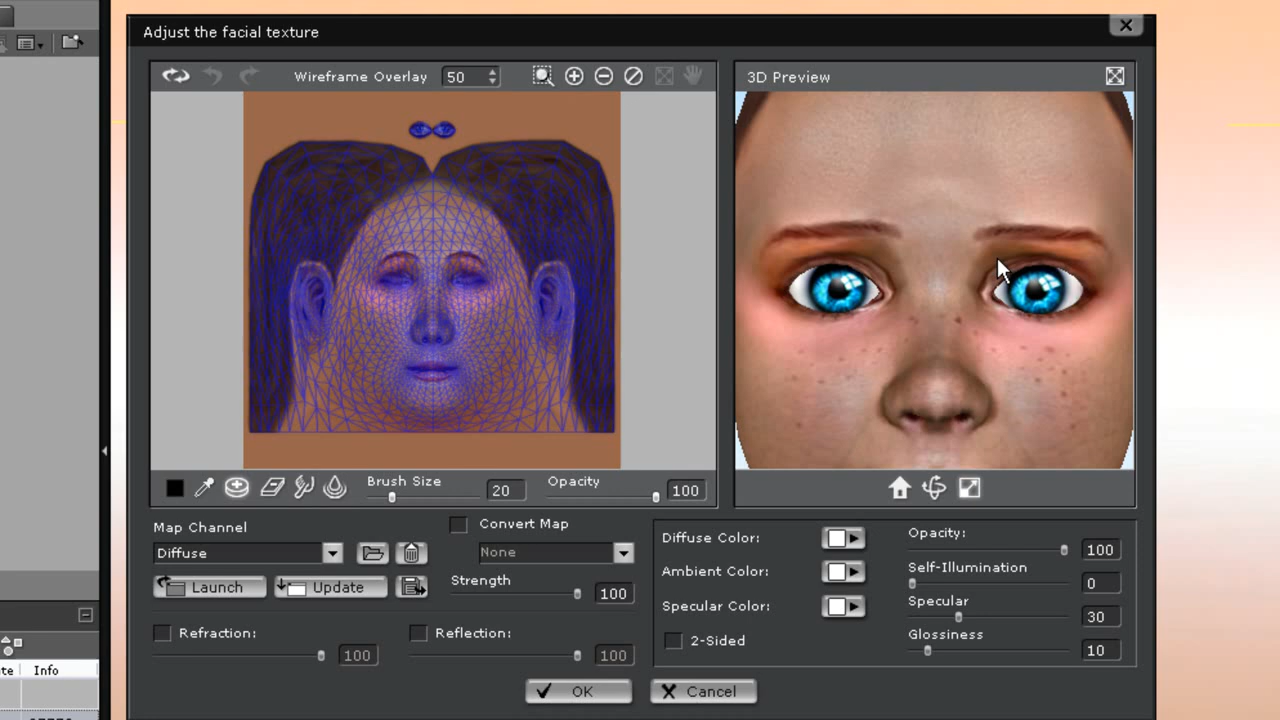 Adjust the facial texture
Wireframe Overlay 50
3D Preview
Brush Size 20
Opacity 100
Map Channel
Diffuse
Launch
Update
Convert Map
None
Strength 100
Refraction: 100
Reflection: 100
Diffuse Color:
Ambient Color:
Specular Color:
2-Sided
Opacity: 100
Self-Illumination 0
Specular 30
Glossiness 10
OK
Cancel
Info